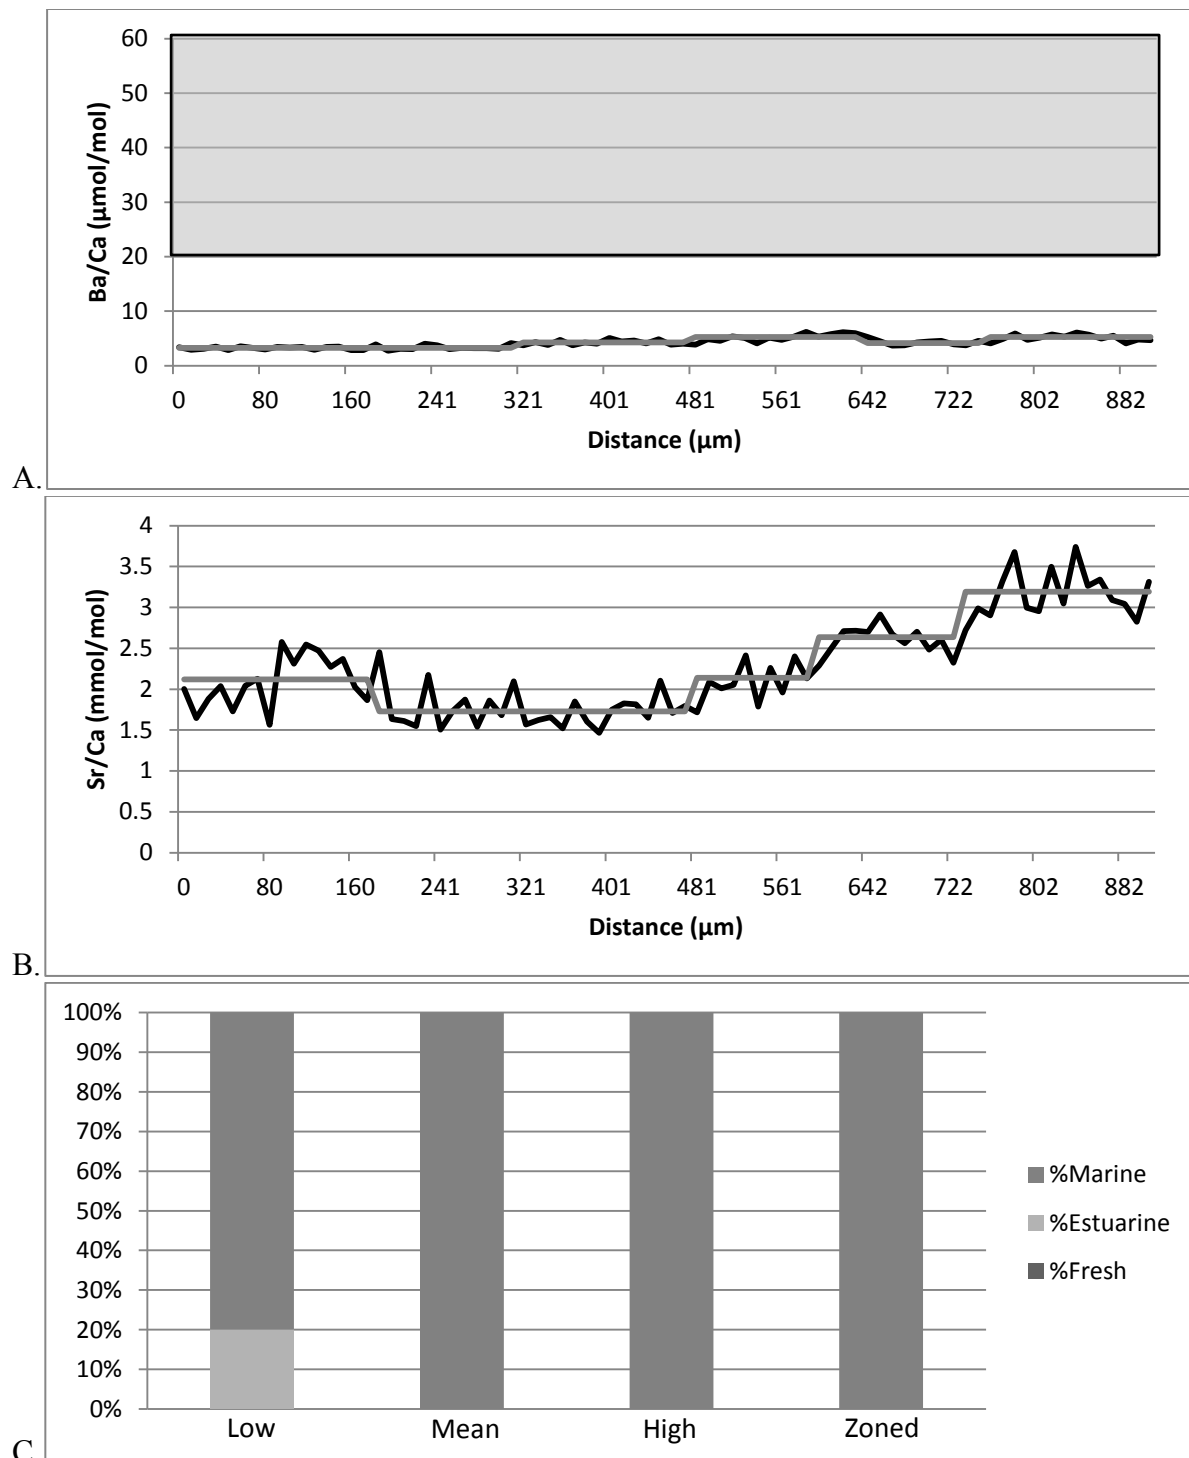 60
50
40
30
20
10
0
Ba/Ca (µmol/mol)
0 80 160 241 321 401 481 561 642 722 802 882
Distance (µm)
A.
4
3.5
3
2.5
2
1.5
1
0.5
0
Sr/Ca (mmol/mol)
0 80 160 241 321 401 481 561 642 722 802 882
Distance (µm)
B.
100%
90%
80%
70%
60%
50%
40%
30%
20%
10%
0%
Low Mean High Zoned
%Marine
%Estuarine
%Fresh
C